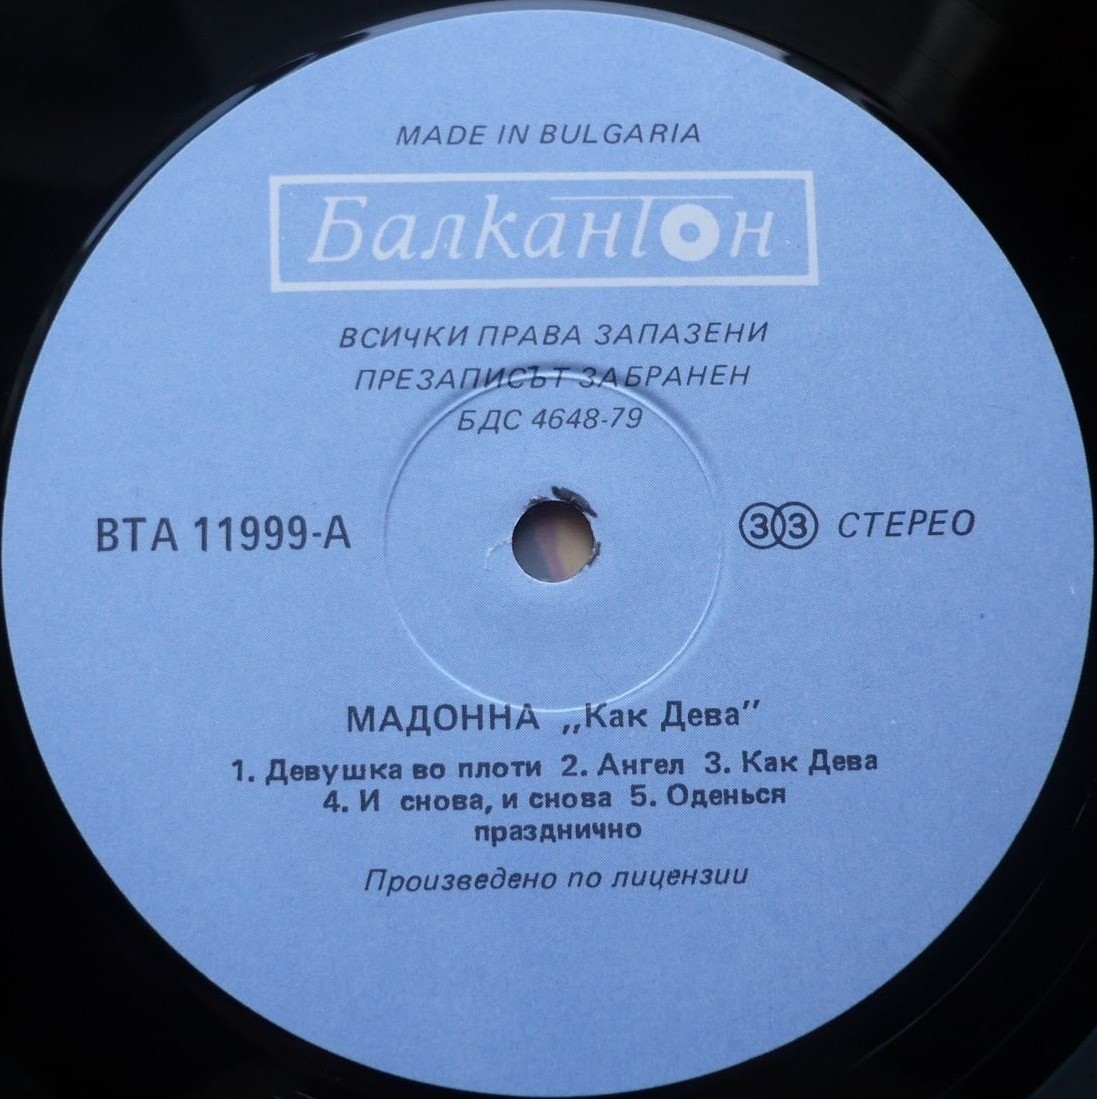 MADE IN BULGARIA
Балкантон
ВСИЧКИ ПРАВА ЗАПАЗЕНИ
ПРЕЗАПИСЪТ ЗАБРАНЕН
БДС 4648-79
ВТА 11999-А
33 СТЕРЕО
МАДОННА „Как Дева”
1. Девушка во плоти 2. Ангел 3. Как Дева
4. И снова, и снова 5. Оденься
празднично
Произведено по лицензии